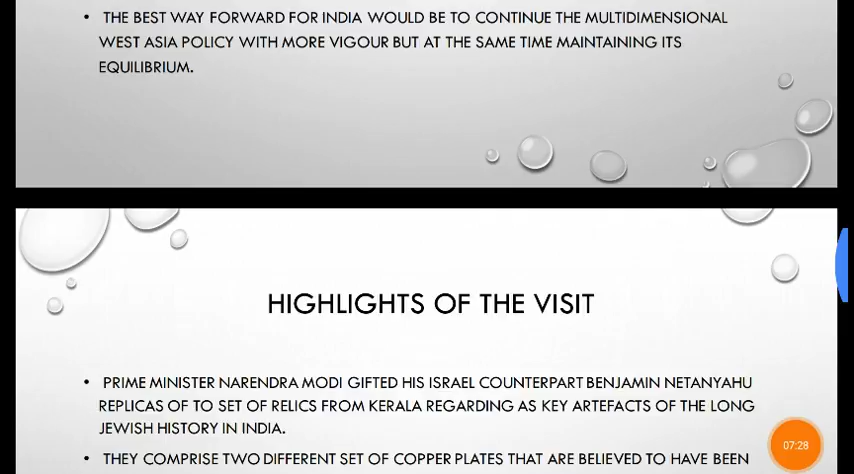 • THE BEST WAY FORWARD FOR INDIA WOULD BE TO CONTINUE THE MULTIDIMENSIONAL
WEST ASIA POLICY WITH MORE VIGOUR BUT AT THE SAME TIME MAINTAINING ITS
EQUILIBRIUM.
HIGHLIGHTS OF THE VISIT
• PRIME MINISTER NARENDRA MODI GIFTED HIS ISRAEL COUNTERPART BENJAMIN NETANYAHU
REPLICAS OF TO SET OF RELICS FROM KERALA REGARDING AS KEY ARTEFACTS OF THE LONG
JEWISH HISTORY IN INDIA.
• THEY COMPRISE TWO DIFFERENT SET OF COPPER PLATES THAT ARE BELIEVED TO HAVE BEEN
07:28